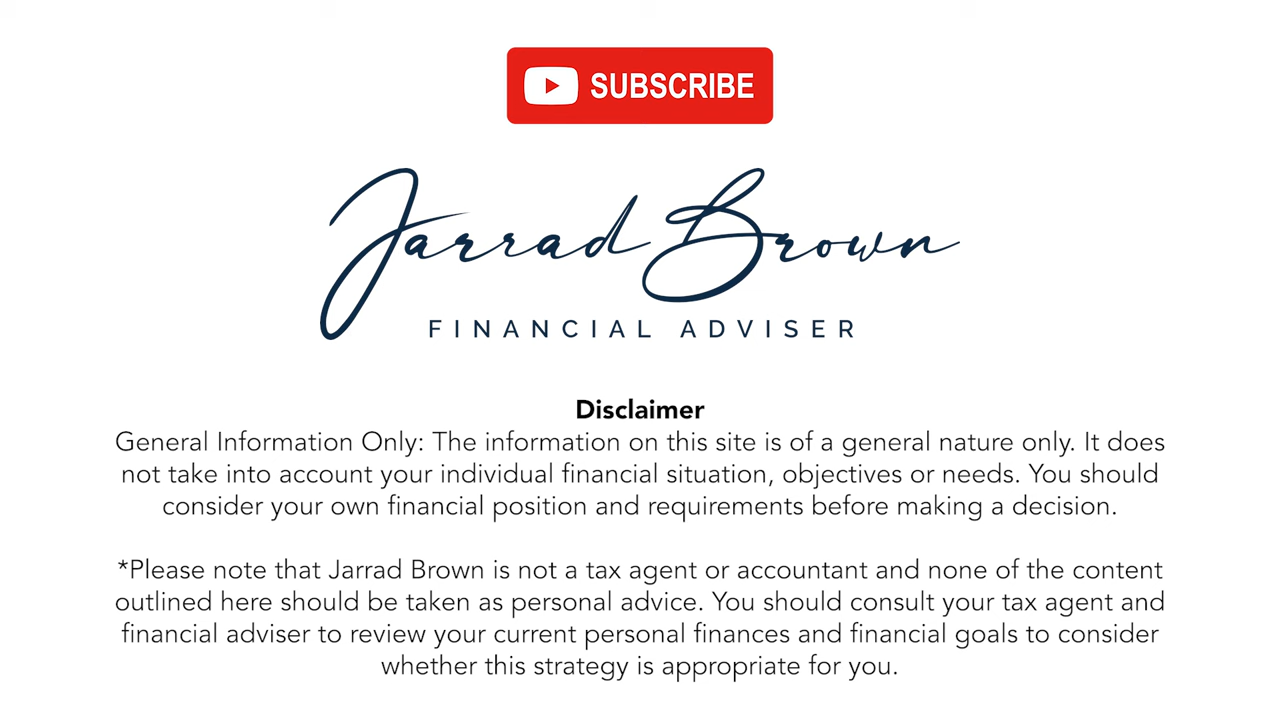 SUBSCRIBE
Jarrad Brown
FINANCIAL ADVISER
Disclaimer
General Information Only: The information on this site is of a general nature only. It does
not take into account your individual financial situation, objectives or needs. You should
consider your own financial position and requirements before making a decision.
*Please note that Jarrad Brown is not a tax agent or accountant and none of the content
outlined here should be taken as personal advice. You should consult your tax agent and
financial adviser to review your current personal finances and financial goals to consider
whether this strategy is appropriate for you.